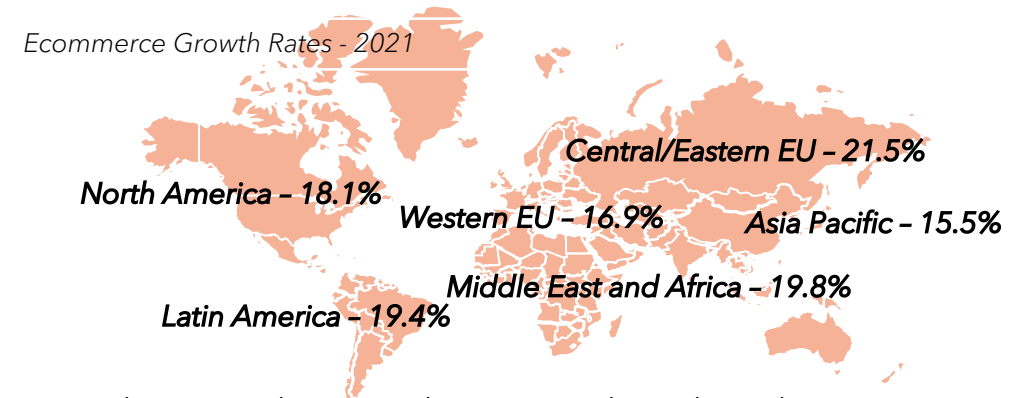 Ecommerce Growth Rates - 2021
Central/Eastern EU – 21.5%
North America – 18.1%
Western EU – 16.9%
Asia Pacific – 15.5%
Middle East and Africa – 19.8%
Latin America – 19.4%